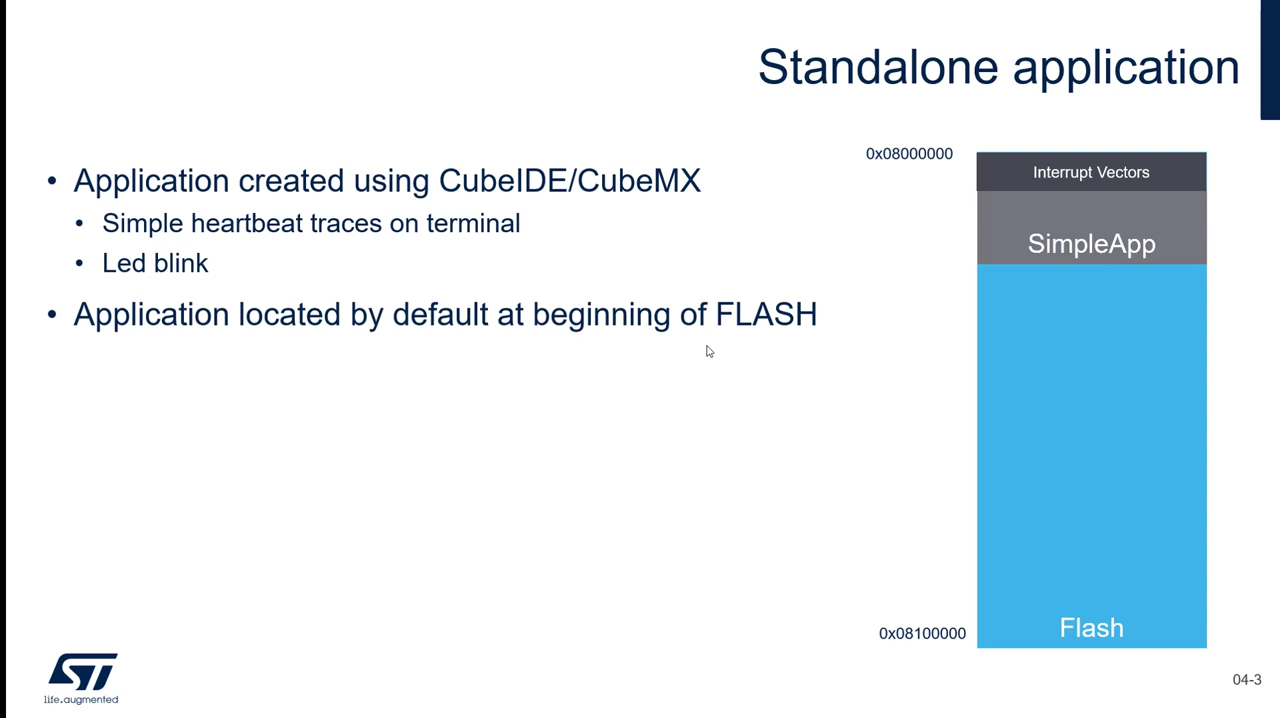 Standalone application
• Application created using CubeIDE/CubeMX
• Simple heartbeat traces on terminal
• Led blink
• Application located by default at beginning of FLASH
0x08000000
Interrupt Vectors
SimpleApp
0x08100000
Flash
ST
life.augmented
04-3